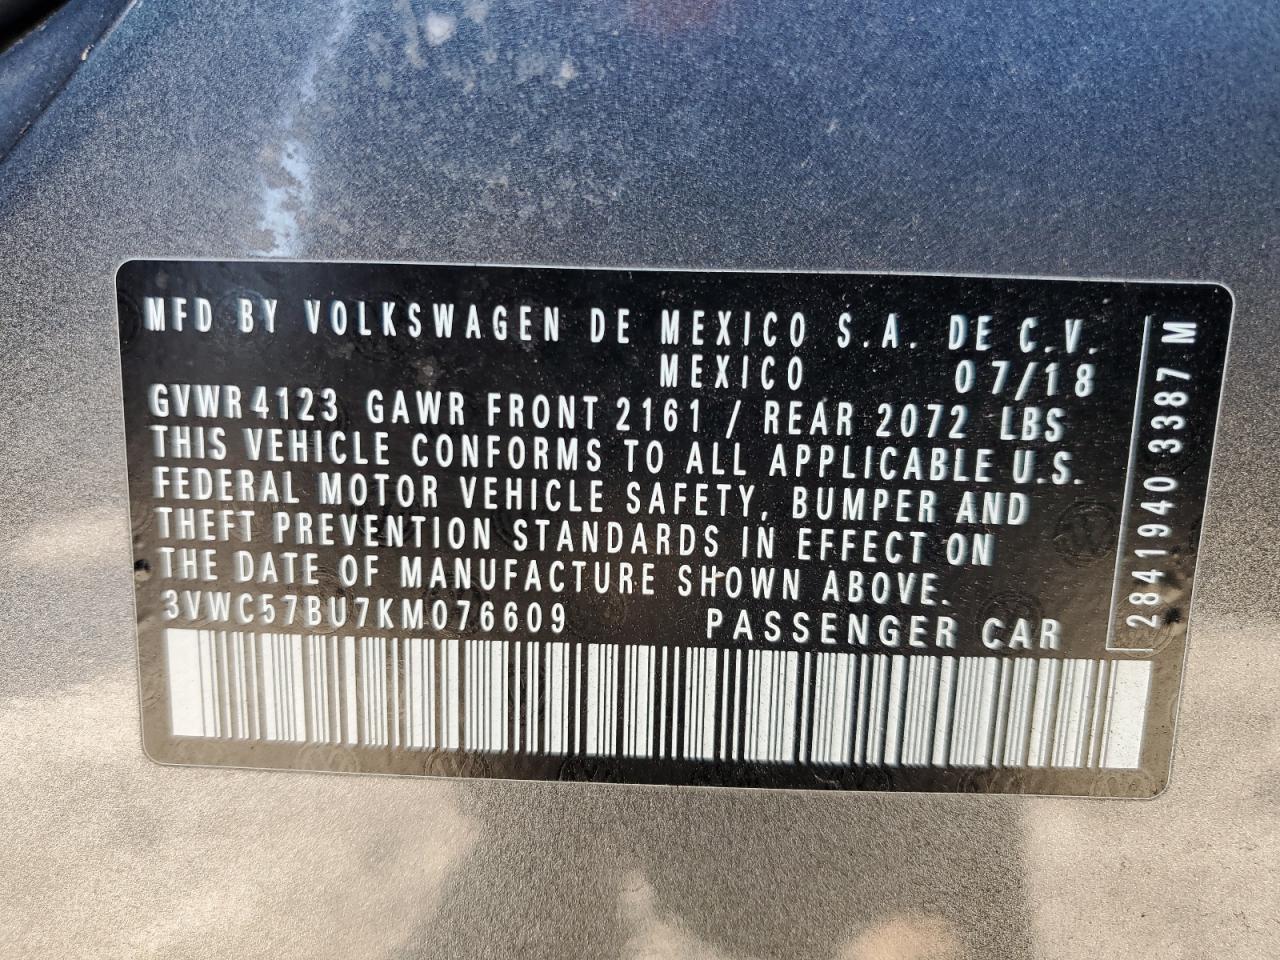 MFD BY VOLKSWAGEN DE MEXICO S.A. DE C.V.
MEXICO 07/18
GVWR 4123 GAWR FRONT 2161 / REAR 2072 LBS
THIS VEHICLE CONFORMS TO ALL APPLICABLE U.S.
FEDERAL MOTOR VEHICLE SAFETY, BUMPER AND
THEFT PREVENTION STANDARDS IN EFFECT ON
THE DATE OF MANUFACTURE SHOWN ABOVE.
3VWC57BU7KM076609 PASSENGER CAR
2841940 3387 M